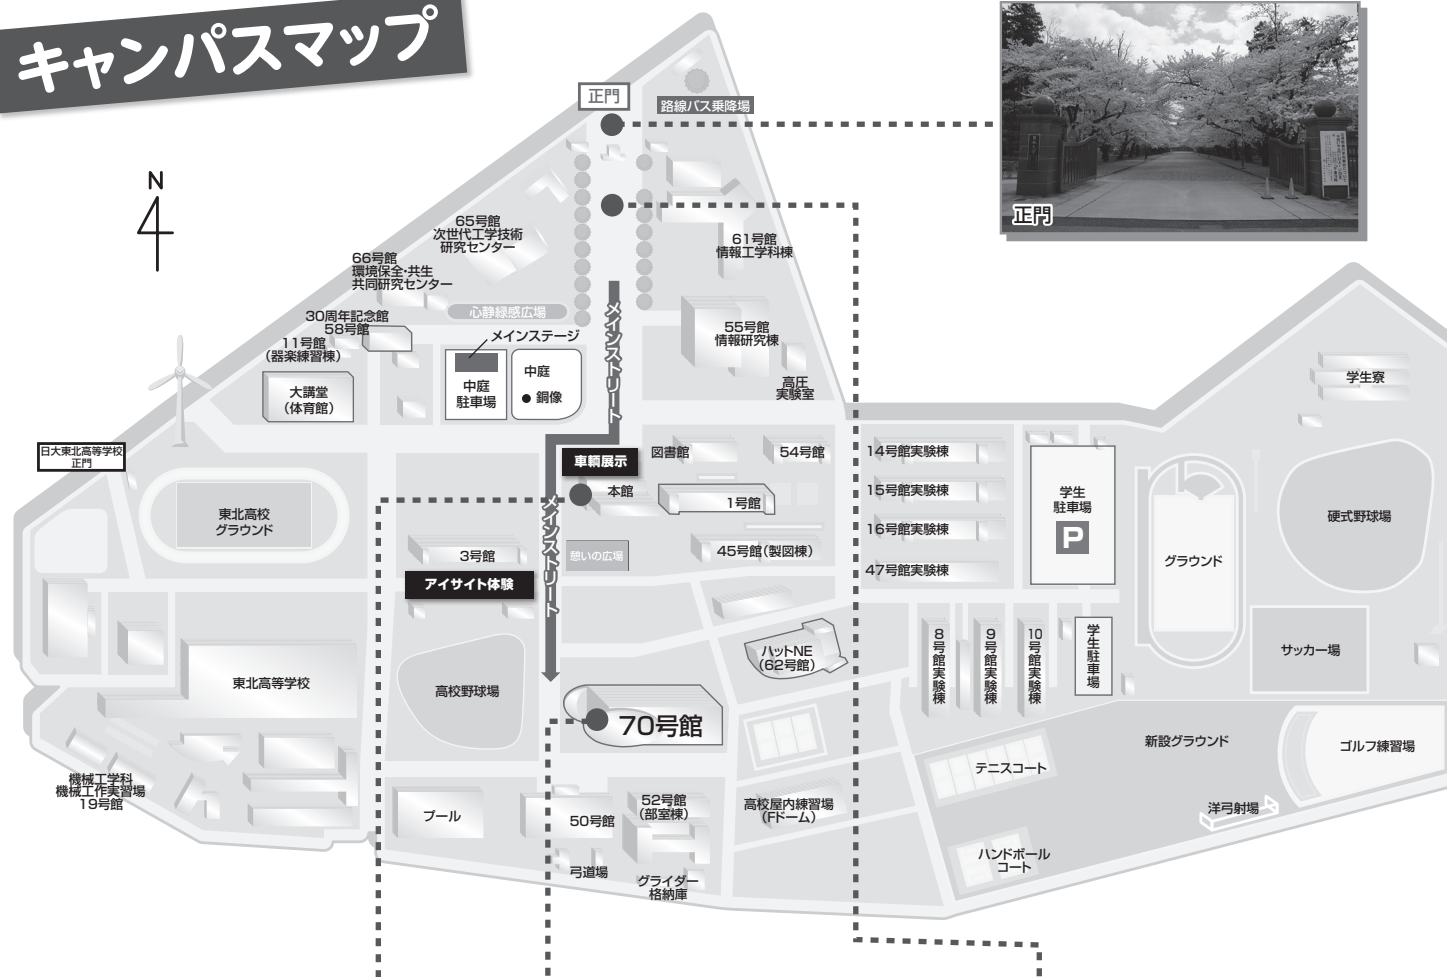 キャンパスマップ
N
正門
路線バス乗降場
正門
65号館
次世代工学技術
研究センター
61号館
情報工学科棟
66号館
環境保全・共生
共同研究センター
心静緑感広場
30周年記念館
58号館
11号館
(器楽練習棟)
メインステージ
メインストリート
55号館
情報研究棟
高圧
実験室
大講堂
(体育館)
中庭
駐車場
中庭
銅像
学生寮
日大東北高等学校
正門
車輌展示
図書館
54号館
14号館実験棟
15号館実験棟
16号館実験棟
47号館実験棟
学生
駐車場
P
本館
1号館
東北高校
グラウンド
メインストリート
硬式野球場
3号館
憩いの広場
45号館(製図棟)
グラウンド
アイサイト体験
ハットNE
(62号館)
8号館実験棟
9号館実験棟
10号館実験棟
学生駐車場
サッカー場
東北高等学校
高校野球場
70号館
新設グラウンド
ゴルフ練習場
テニスコート
機械工学科
機械工作実習場
19号館
プール
50号館
52号館
(部室棟)
高校屋内練習場
(Fドーム)
洋弓射場
弓道場
グライダー
格納庫
ハンドボール
コート